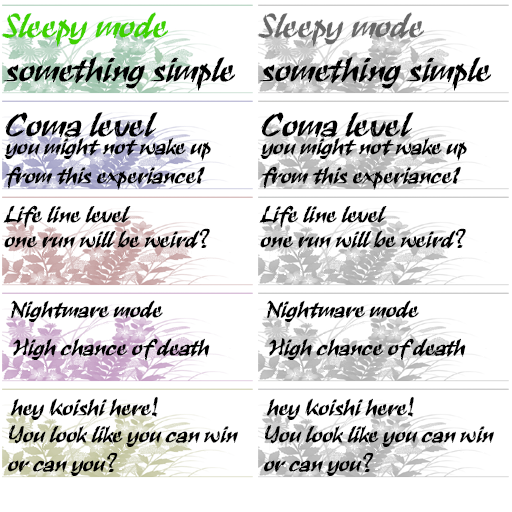 Sleepy mode
something simple
Sleepy mode
something simple
Coma level
you might not wake up
from this experiance!
Coma level
you might not wake up
from this experiance!
Life line level
one run will be weird?
Life line level
one run will be weird?
Nightmare mode
High chance of death
Nightmare mode
High chance of death
hey koishi here!
You look like you can win
or can you?
hey koishi here!
You look like you can win
or can you?